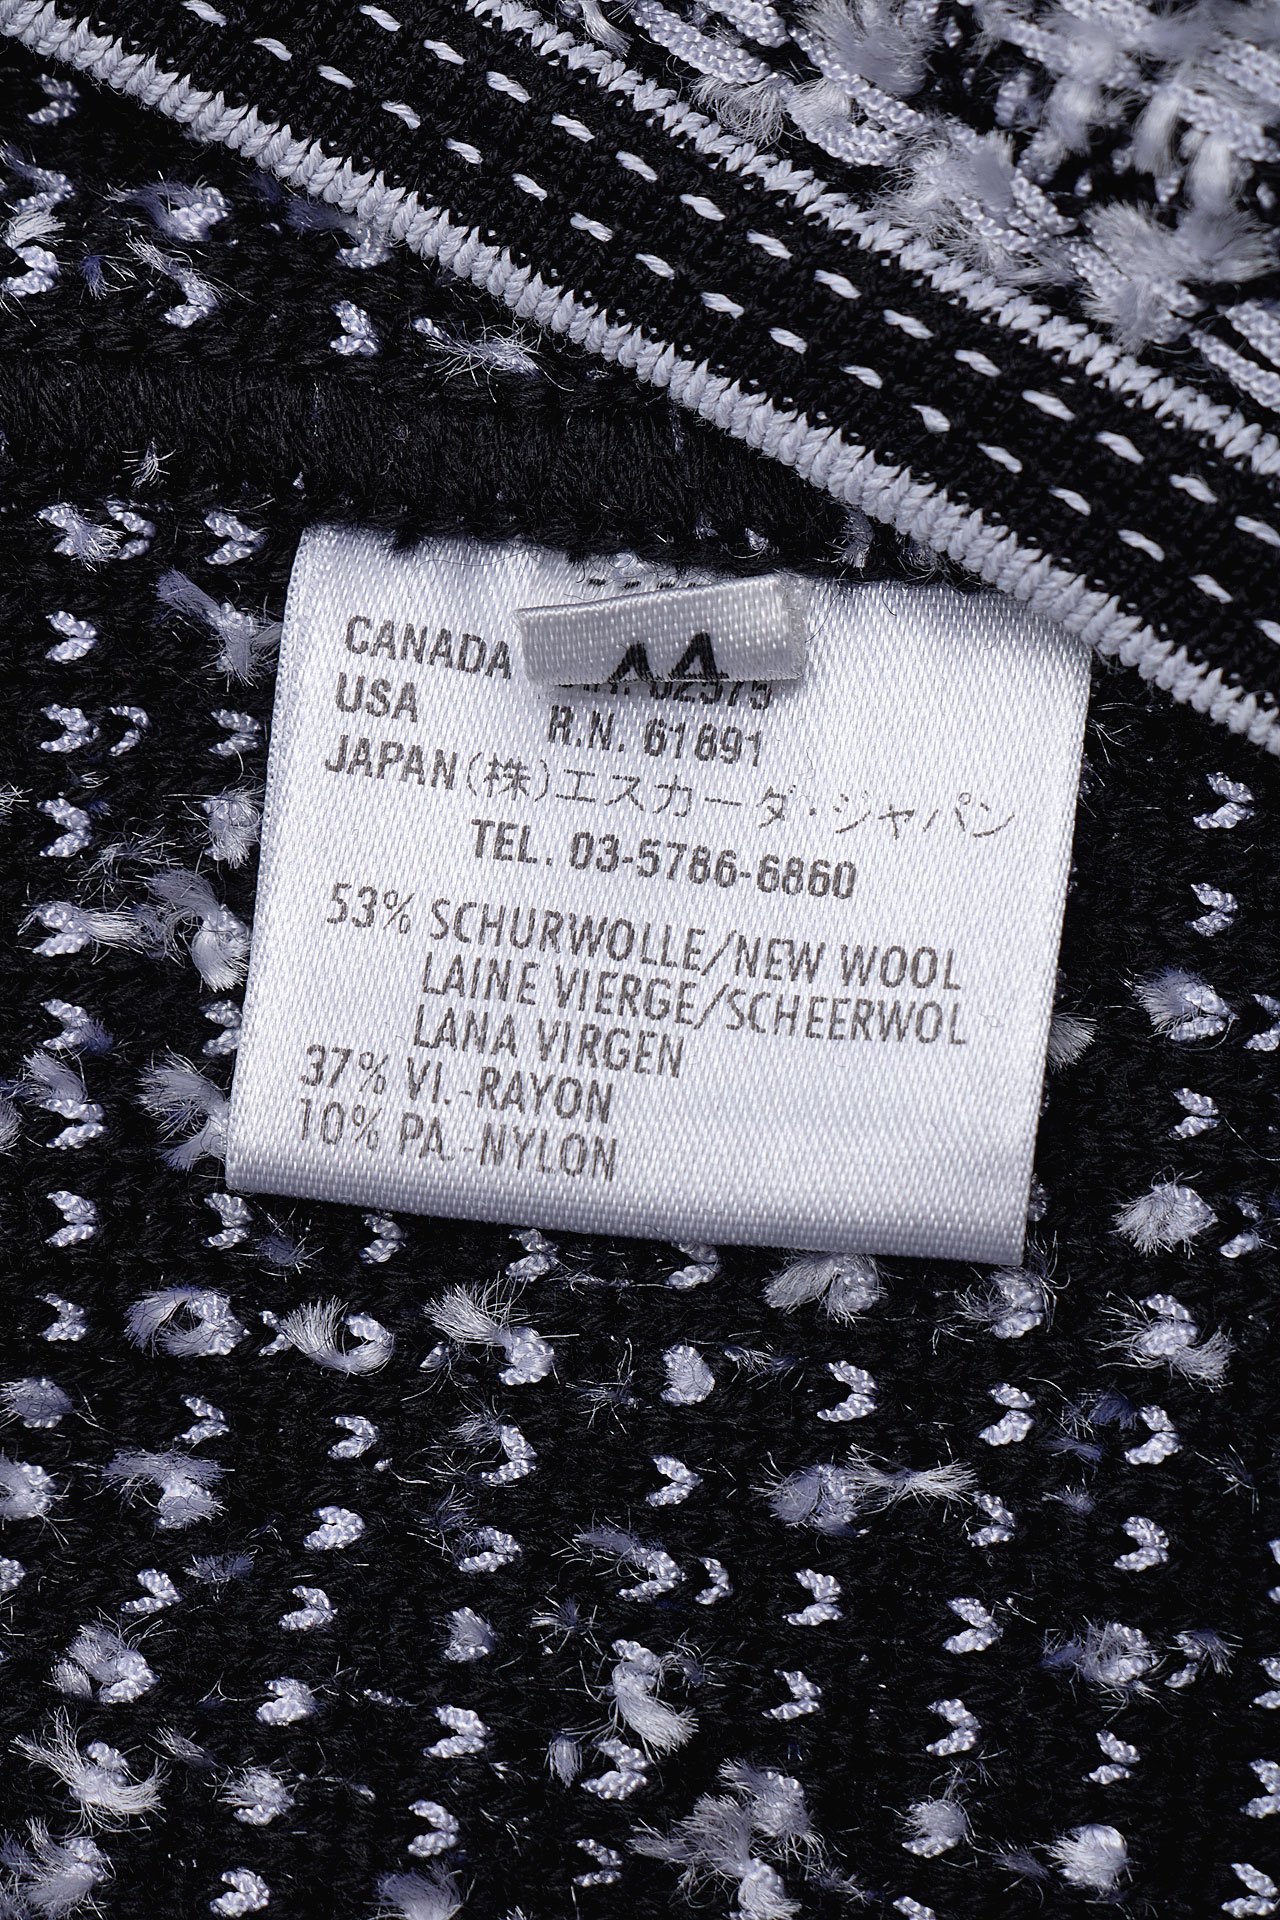 44
CANADA
USA R.N. 61891
JAPAN(株)エスカーダ・ジャパン
TEL. 03-5786-6860
53% SCHURWOLLE/NEW WOOL
LAINE VIERGE/SCHEERWOL
LANA VIRGEN
37% VI.-RAYON
10% PA.-NYLON